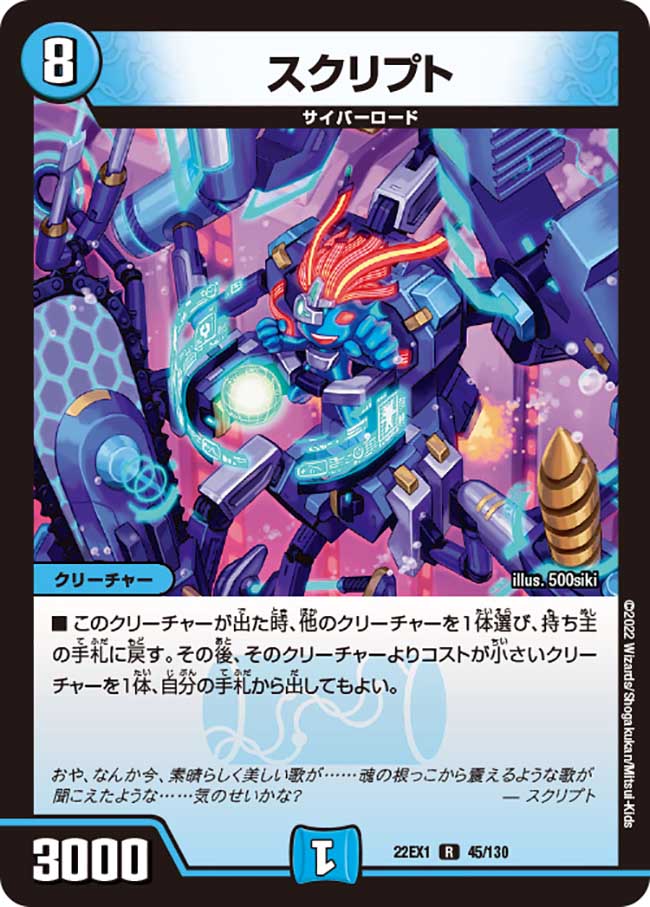 8
スクリプト
サイバーロード
illus. 500siki
クリーチャー
■ このクリーチャーが出た時、他のクリーチャーを1体選び、持ち主
の手札に戻す。その後、そのクリーチャーよりコストが小さいクリー
チャーを1体、自分の手札から出してもよい。
おや、なんか今、素晴らしく美しい歌が……魂の根っこから震えるような歌が
聞こえたような……気のせいかな?
— スクリプト
3000
1
22EX1 R 45/130
©2022 Wizards/Shogakukan/Mitsui-Kids